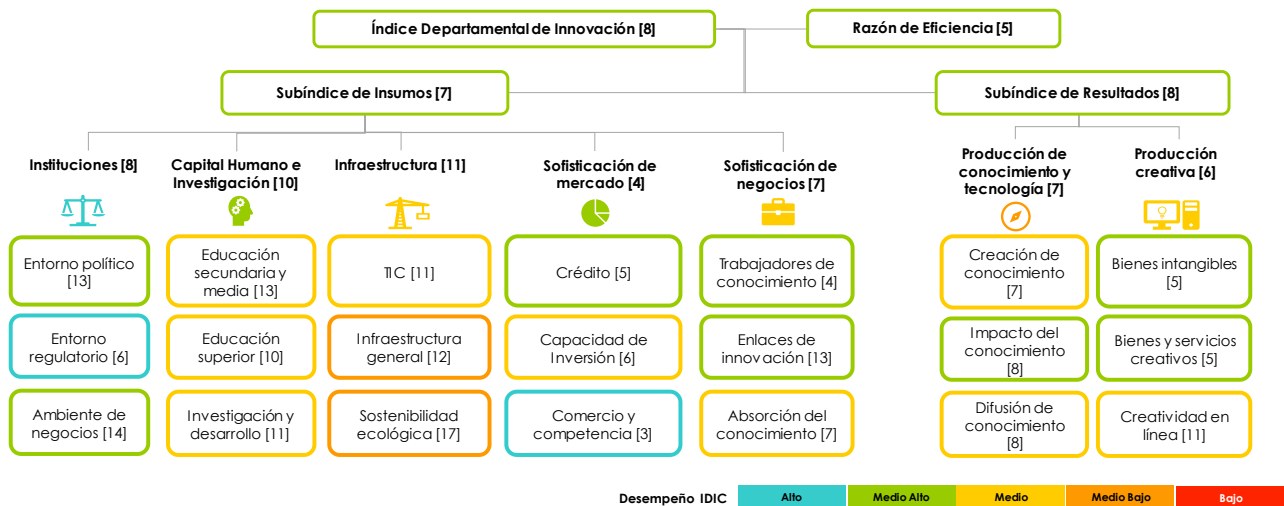 Índice Departamental de Innovación [8]
Razón de Eficiencia [5]
Subíndice de Insumos [7]
Subíndice de Resultados [8]
Instituciones [8]
Capital Humano e
Investigación [10]
Infraestructura [11]
Sofisticación de
mercado [4]
Sofisticación de
negocios [7]
Producción de
conocimiento y
tecnología [7]
Producción
creativa [6]
Entorno político
[13]
Educación
secundaria y
media [13]
TIC [11]
Crédito [5]
Trabajadores de
conocimiento [4]
Creación de
conocimiento
[7]
Bienes intangibles
[5]
Entorno
regulatorio [6]
Educación
superior [10]
Infraestructura
general [12]
Capacidad de
Inversión [6]
Enlaces de
innovación [13]
Impacto del
conocimiento
[8]
Bienes y servicios
creativos [5]
Ambiente de
negocios [14]
Investigación y
desarrollo [11]
Sostenibilidad
ecológica [17]
Comercio y
competencia [3]
Absorción del
conocimiento [7]
Difusión de
conocimiento
[8]
Creatividad en
línea [11]
Desempeño IDIC
Alto
Medio Alto
Medio
Medio Bajo
Bajo